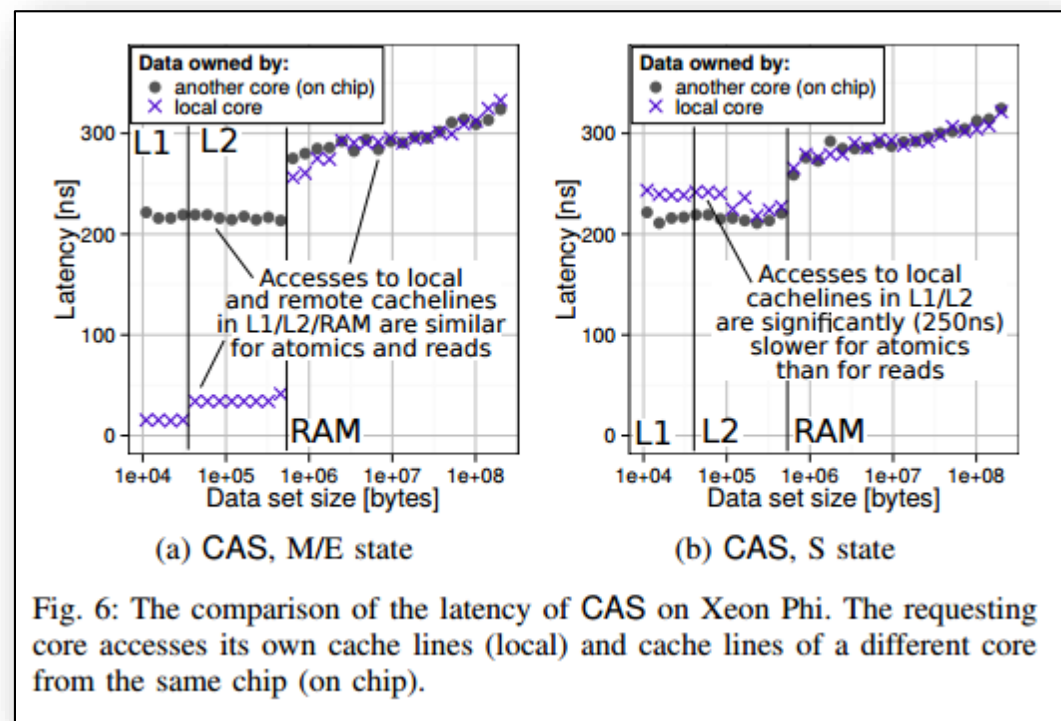 Data owned by:
another core (on chip)
local core
L1
L2
300
200
100
0
Latency [ns]
Accesses to local
and remote cachelines
in L1/L2/RAM are similar
for atomics and reads
RAM
1e+04 1e+05 1e+06 1e+07 1e+08
Data set size [bytes]
(a) CAS, M/E state
Data owned by:
another core (on chip)
local core
300
200
100
0
Latency [ns]
Accesses to local
cachelines in L1/L2
are significantly (250ns)
slower for atomics
than for reads
L1
L2
RAM
1e+04 1e+05 1e+06 1e+07 1e+08
Data set size [bytes]
(b) CAS, S state
Fig. 6: The comparison of the latency of CAS on Xeon Phi. The requesting
core accesses its own cache lines (local) and cache lines of a different core
from the same chip (on chip).